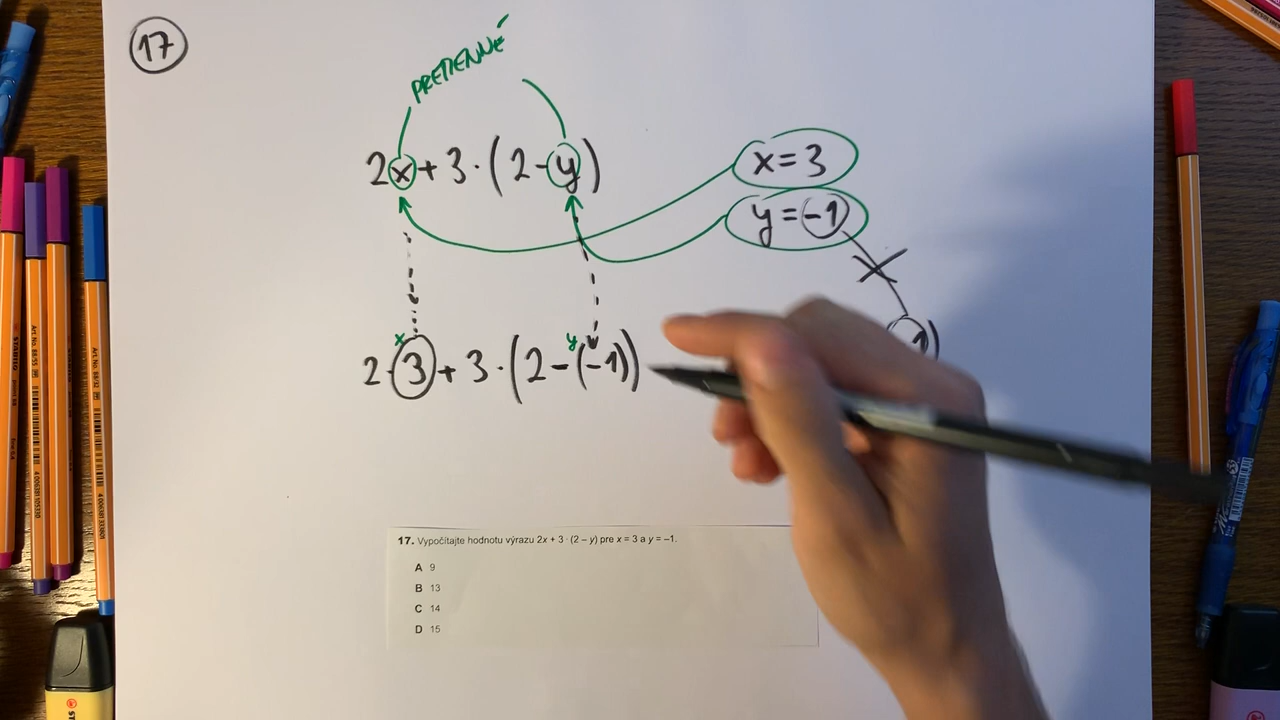 17
PREMENNÉ
2x + 3 · (2 - y)
x = 3
y = -1
x
y
2 · 3 + 3 · (2 - (-1))
17. Vypočítajte hodnotu výrazu 2x + 3 · (2 – y) pre x = 3 a y = –1.
A 9
B 13
C 14
D 15